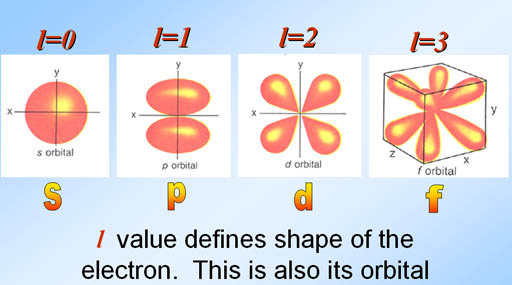 l=0 l=1 l=2 l=3
y y y
x x x y
z x
s orbital p orbital d orbital f orbital
s p d f
l value defines shape of the
electron. This is also its orbital